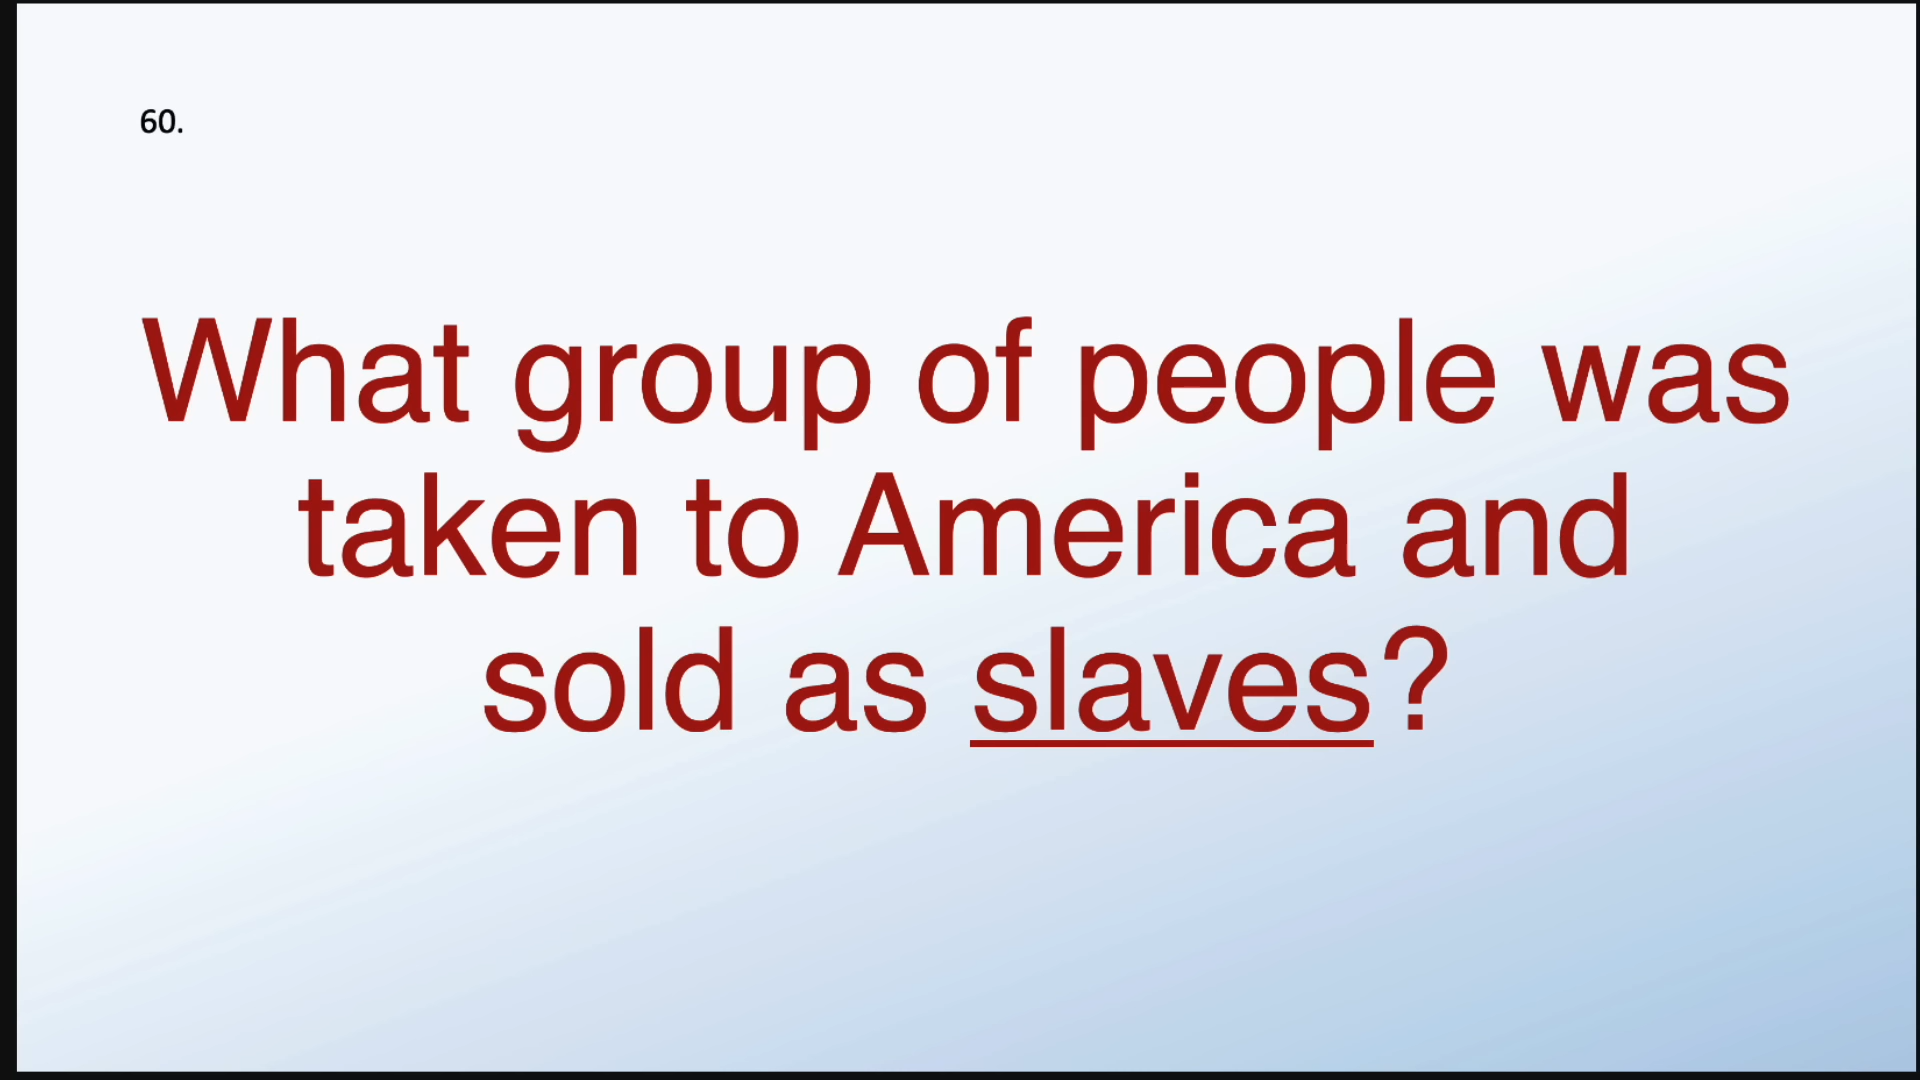 60.
What group of people was
taken to America and
sold as slaves?